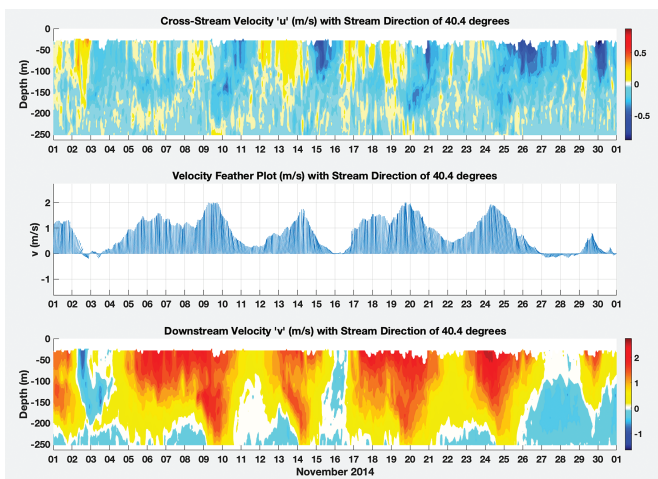 Cross-Stream Velocity 'u' (m/s) with Stream Direction of 40.4 degrees
0
-50
-100
-150
-200
-250
Depth (m)
0.5
0
-0.5
01 02 03 04 05 06 07 08 09 10 11 12 13 14 15 16 17 18 19 20 21 22 23 24 25 26 27 28 29 30 01
Velocity Feather Plot (m/s) with Stream Direction of 40.4 degrees
2
1
0
-1
v (m/s)
01 02 03 04 05 06 07 08 09 10 11 12 13 14 15 16 17 18 19 20 21 22 23 24 25 26 27 28 29 30 01
Downstream Velocity 'v' (m/s) with Stream Direction of 40.4 degrees
0
-50
-100
-150
-200
-250
Depth (m)
2
1
0
-1
01 02 03 04 05 06 07 08 09 10 11 12 13 14 15 16 17 18 19 20 21 22 23 24 25 26 27 28 29 30 01
November 2014